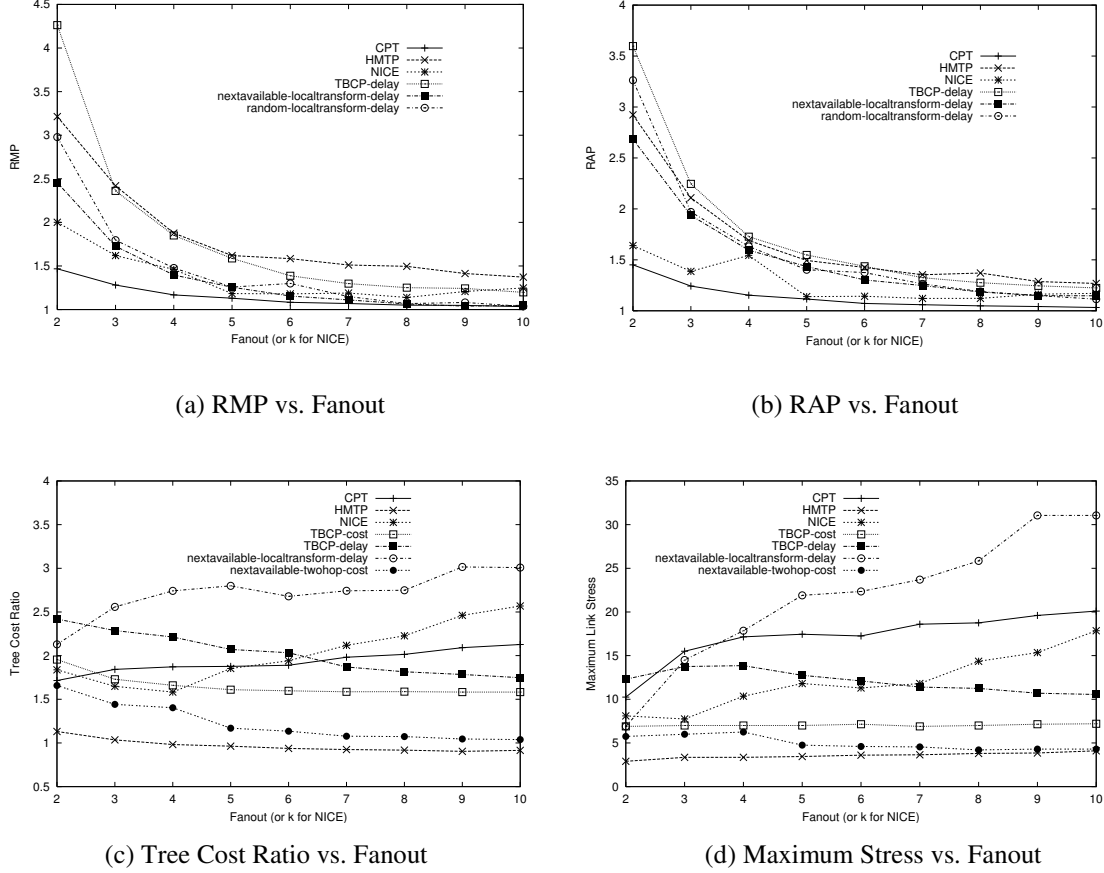 4.5
4
3.5
3
2.5
2
1.5
1
RMP
CPT
HMTP
NICE
TBCP-delay
nextavailable-localtransform-delay
random-localtransform-delay
2 3 4 5 6 7 8 9 10
Fanout (or k for NICE)
(a) RMP vs. Fanout
4
3.5
3
2.5
2
1.5
1
RAP
CPT
HMTP
NICE
TBCP-delay
nextavailable-localtransform-delay
random-localtransform-delay
2 3 4 5 6 7 8 9 10
Fanout (or k for NICE)
(b) RAP vs. Fanout
4
3.5
3
2.5
2
1.5
1
0.5
Tree Cost Ratio
CPT
HMTP
NICE
TBCP-cost
TBCP-delay
nextavailable-localtransform-delay
nextavailable-twohop-cost
2 3 4 5 6 7 8 9 10
Fanout (or k for NICE)
(c) Tree Cost Ratio vs. Fanout
35
30
25
20
15
10
5
0
Maximum Link Stress
CPT
HMTP
NICE
TBCP-cost
TBCP-delay
nextavailable-localtransform-delay
nextavailable-twohop-cost
2 3 4 5 6 7 8 9 10
Fanout (or k for NICE)
(d) Maximum Stress vs. Fanout